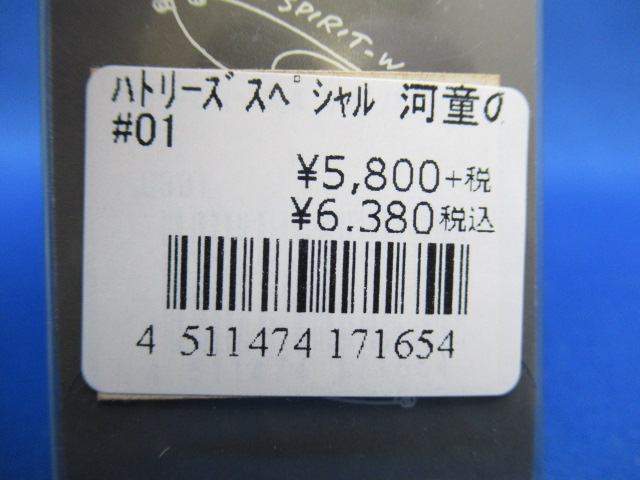 SPIRIT-W
ﾊﾄﾘｰｽﾞ ｽﾍﾟｼｬﾙ 河童の
#01
¥5,800+税
¥6.380税込
4 511474 171654